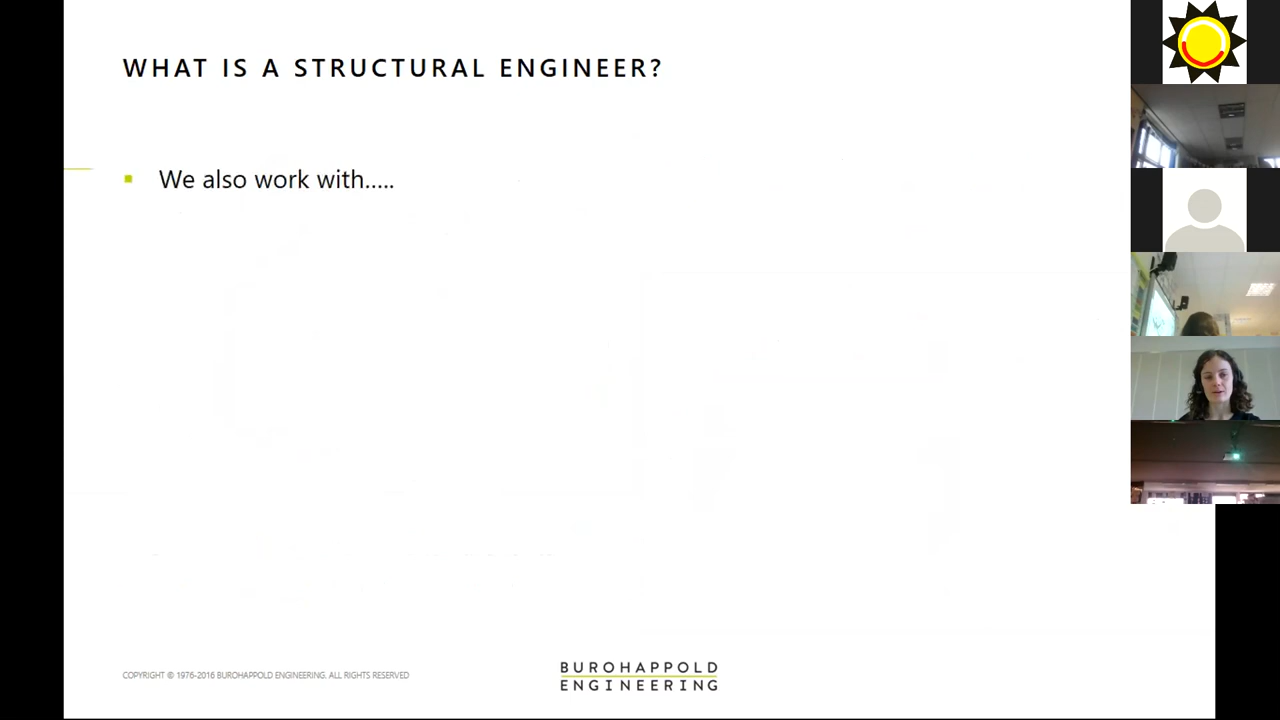 WHAT IS A STRUCTURAL ENGINEER?
We also work with.....
COPYRIGHT © 1976-2016 BUROHAPPOLD ENGINEERING. ALL RIGHTS RESERVED
BUROHAPPOLD
ENGINEERING